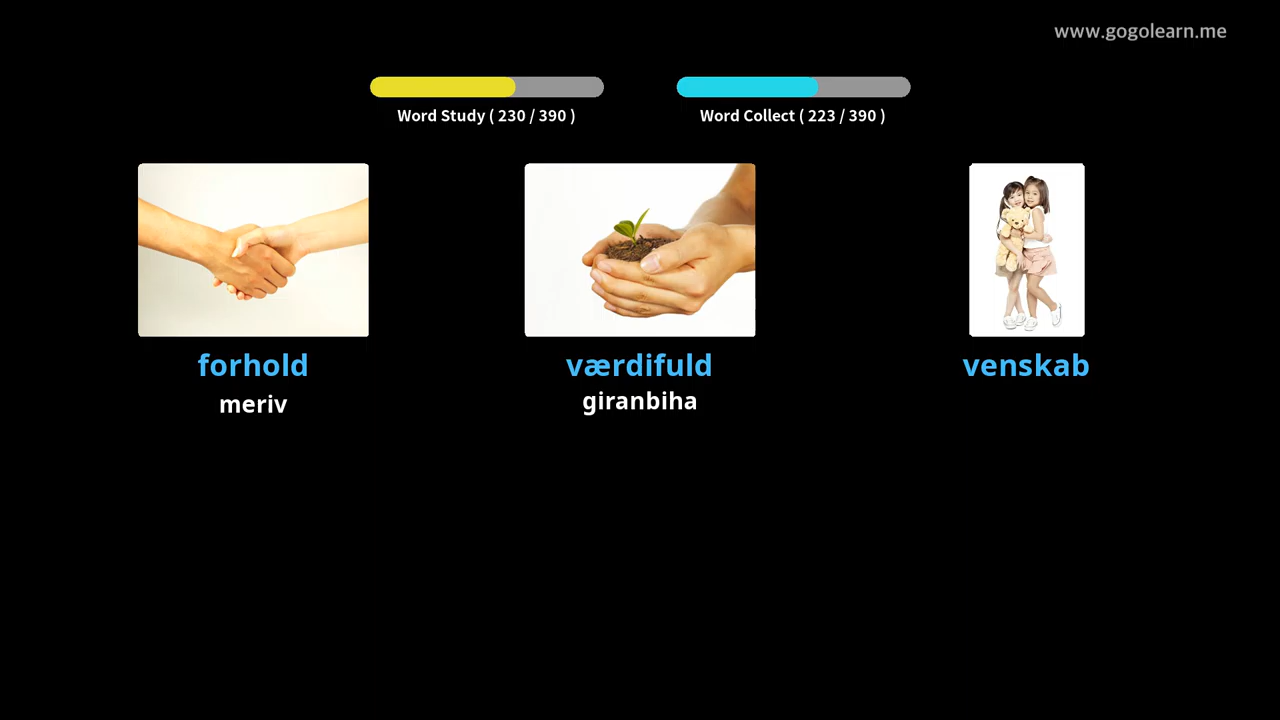 www.gogolearn.me
Word Study ( 230 / 390 )
Word Collect ( 223 / 390 )
forhold
værdifuld
venskab
meriv
giranbiha